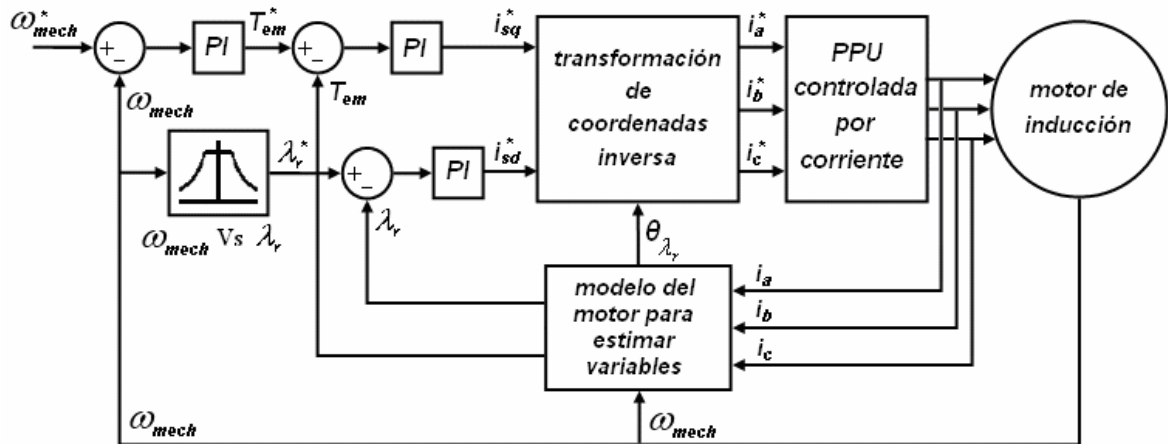 ω*mech
+
−
PI
T*em
+
−
PI
i*sq
transformación
de
coordenadas
inversa
i*a
i*b
i*c
PPU
controlada
por
corriente
motor de
inducción
ωmech
Tem
λ*r
+
−
PI
i*sd
ωmech Vs λr
λr
θλr
modelo del
motor para
estimar
variables
ia
ib
ic
ωmech
ωmech